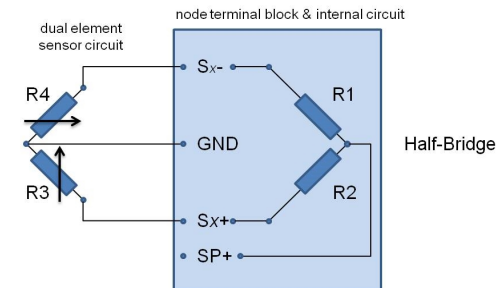 node terminal block & internal circuit
dual element
sensor circuit
Sx-
R4
R1
GND
Half-Bridge
R3
R2
Sx+
SP+